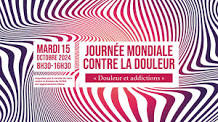 MARDI 15
OCTOBRE 2024
8H30-16H30
JOURNÉE MONDIALE
CONTRE LA DOULEUR
« Douleur et addictions »